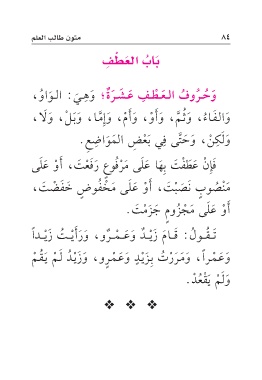 ٨٤ متون طالب العلم
بَابُ العَطْفِ
وَحُرُوفُ العَطْفِ عَشَرَةٌ؛ وَهِيَ: الوَاوُ،
وَالفَاءُ، وَثُمَّ، وَأَوْ، وَأَمْ، وَإِمَّا، وَبَلْ، وَلَا،
وَلَكِنْ، وَحَتَّى فِي بَعْضِ المَوَاضِعِ.
فَإِنْ عَطَفْتَ بِهَا عَلَى مَرْفُوعٍ رَفَعْتَ، أَوْ عَلَى
مَنْصُوبٍ نَصَبْتَ، أَوْ عَلَى مَخْفُوضٍ خَفَضْتَ،
أَوْ عَلَى مَجْزُومٍ جَزَمْتَ.
تَقُولُ: قَامَ زَيْدٌ وَعَمْرٌو، وَرَأَيْتُ زَيْداً
وَعَمْراً، وَمَرَرْتُ بِزَيْدٍ وَعَمْرٍو، وَزَيْدٌ لَمْ يَقُمْ
وَلَمْ يَقْعُدْ.